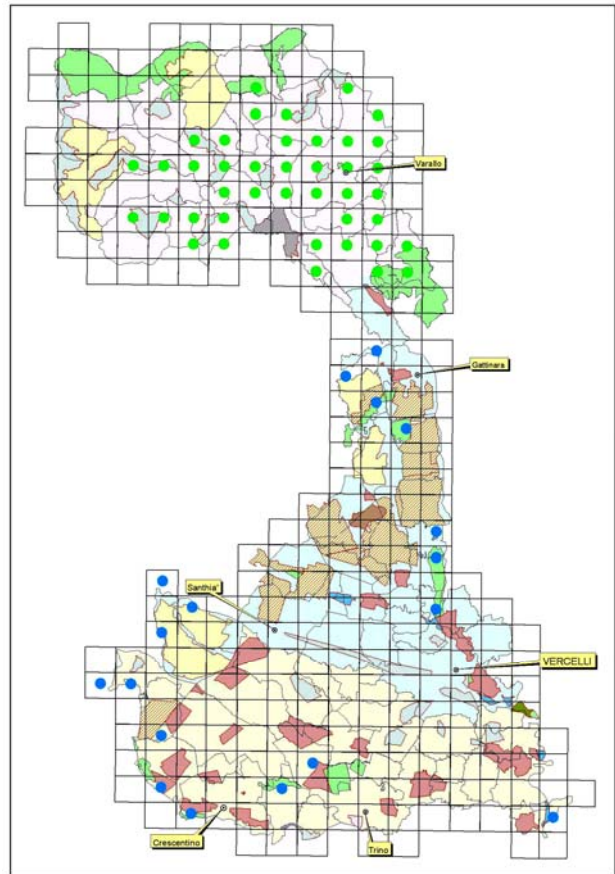 Varallo
Gattinara
Santhia'
VERCELLI
Crescentino
Trino